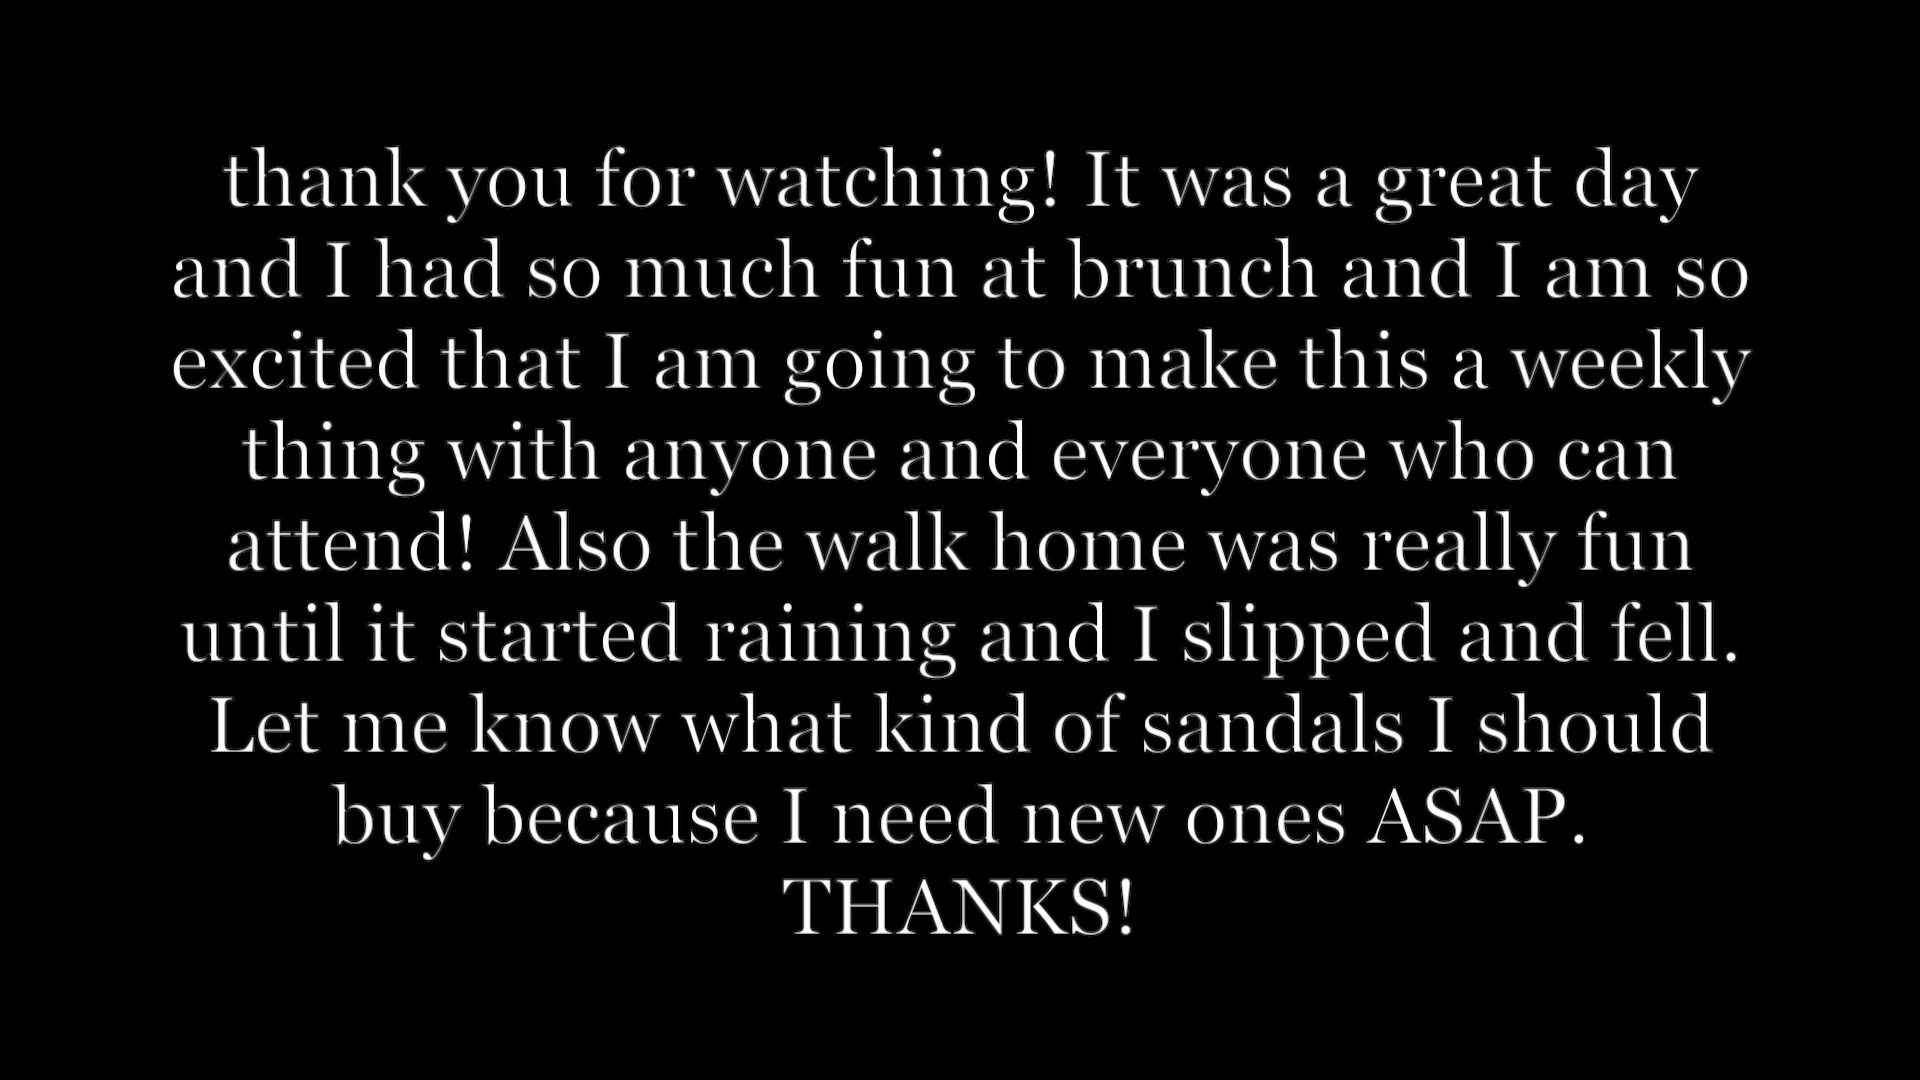 thank you for watching! It was a great day
and I had so much fun at brunch and I am so
excited that I am going to make this a weekly
thing with anyone and everyone who can
attend! Also the walk home was really fun
until it started raining and I slipped and fell.
Let me know what kind of sandals I should
buy because I need new ones ASAP.
THANKS!